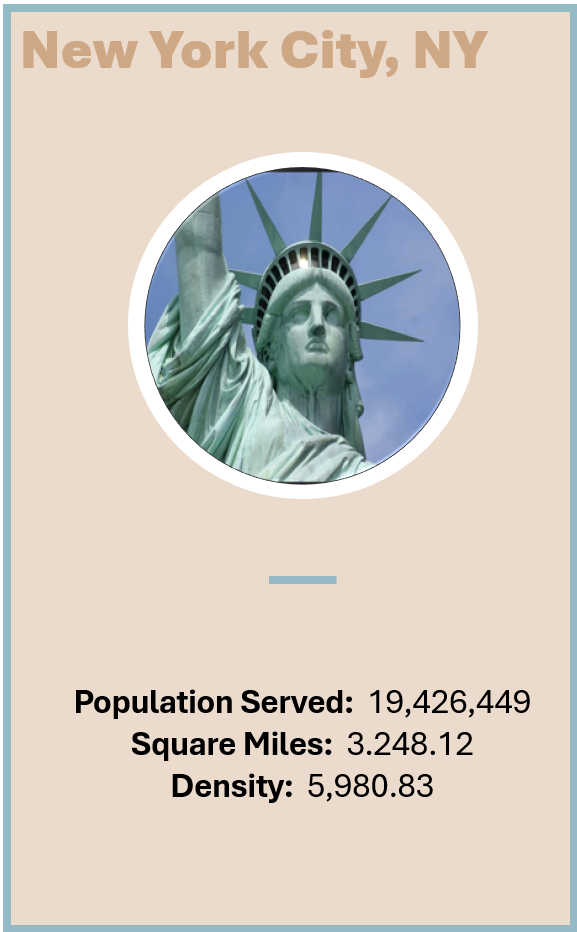 New York City, NY
Population Served: 19,426,449
Square Miles: 3.248.12
Density: 5,980.83